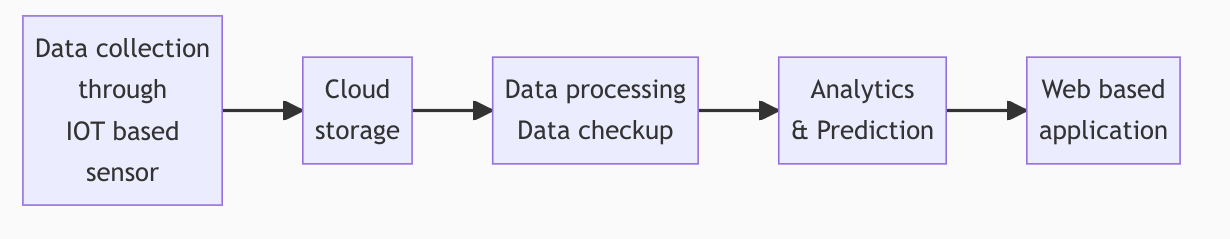 Data collection
through
IOT based
sensor
Cloud
storage
Data processing
Data checkup
Analytics
& Prediction
Web based
application